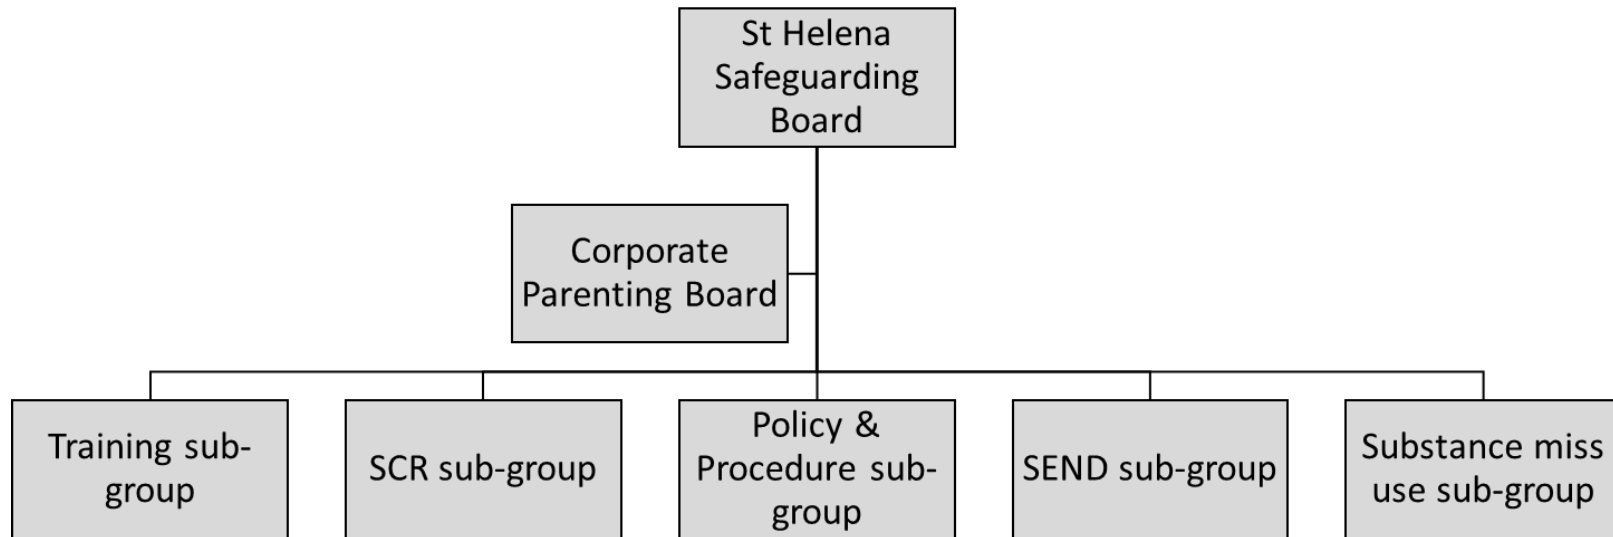 St Helena
Safeguarding
Board
Corporate
Parenting Board
Training sub-
group
SCR sub-group
Policy &
Procedure sub-
group
SEND sub-group
Substance miss
use sub-group